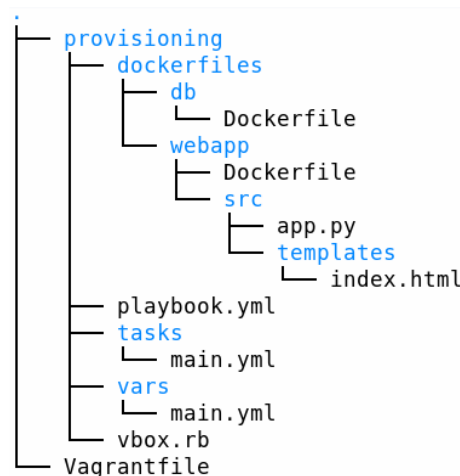 .
├── provisioning
│   ├── dockerfiles
│   │   ├── db
│   │   │   └── Dockerfile
│   │   └── webapp
│   │       ├── Dockerfile
│   │       └── src
│   │           ├── app.py
│   │           └── templates
│   │               └── index.html
│   ├── playbook.yml
│   ├── tasks
│   │   └── main.yml
│   ├── vars
│   │   └── main.yml
│   └── vbox.rb
└── Vagrantfile